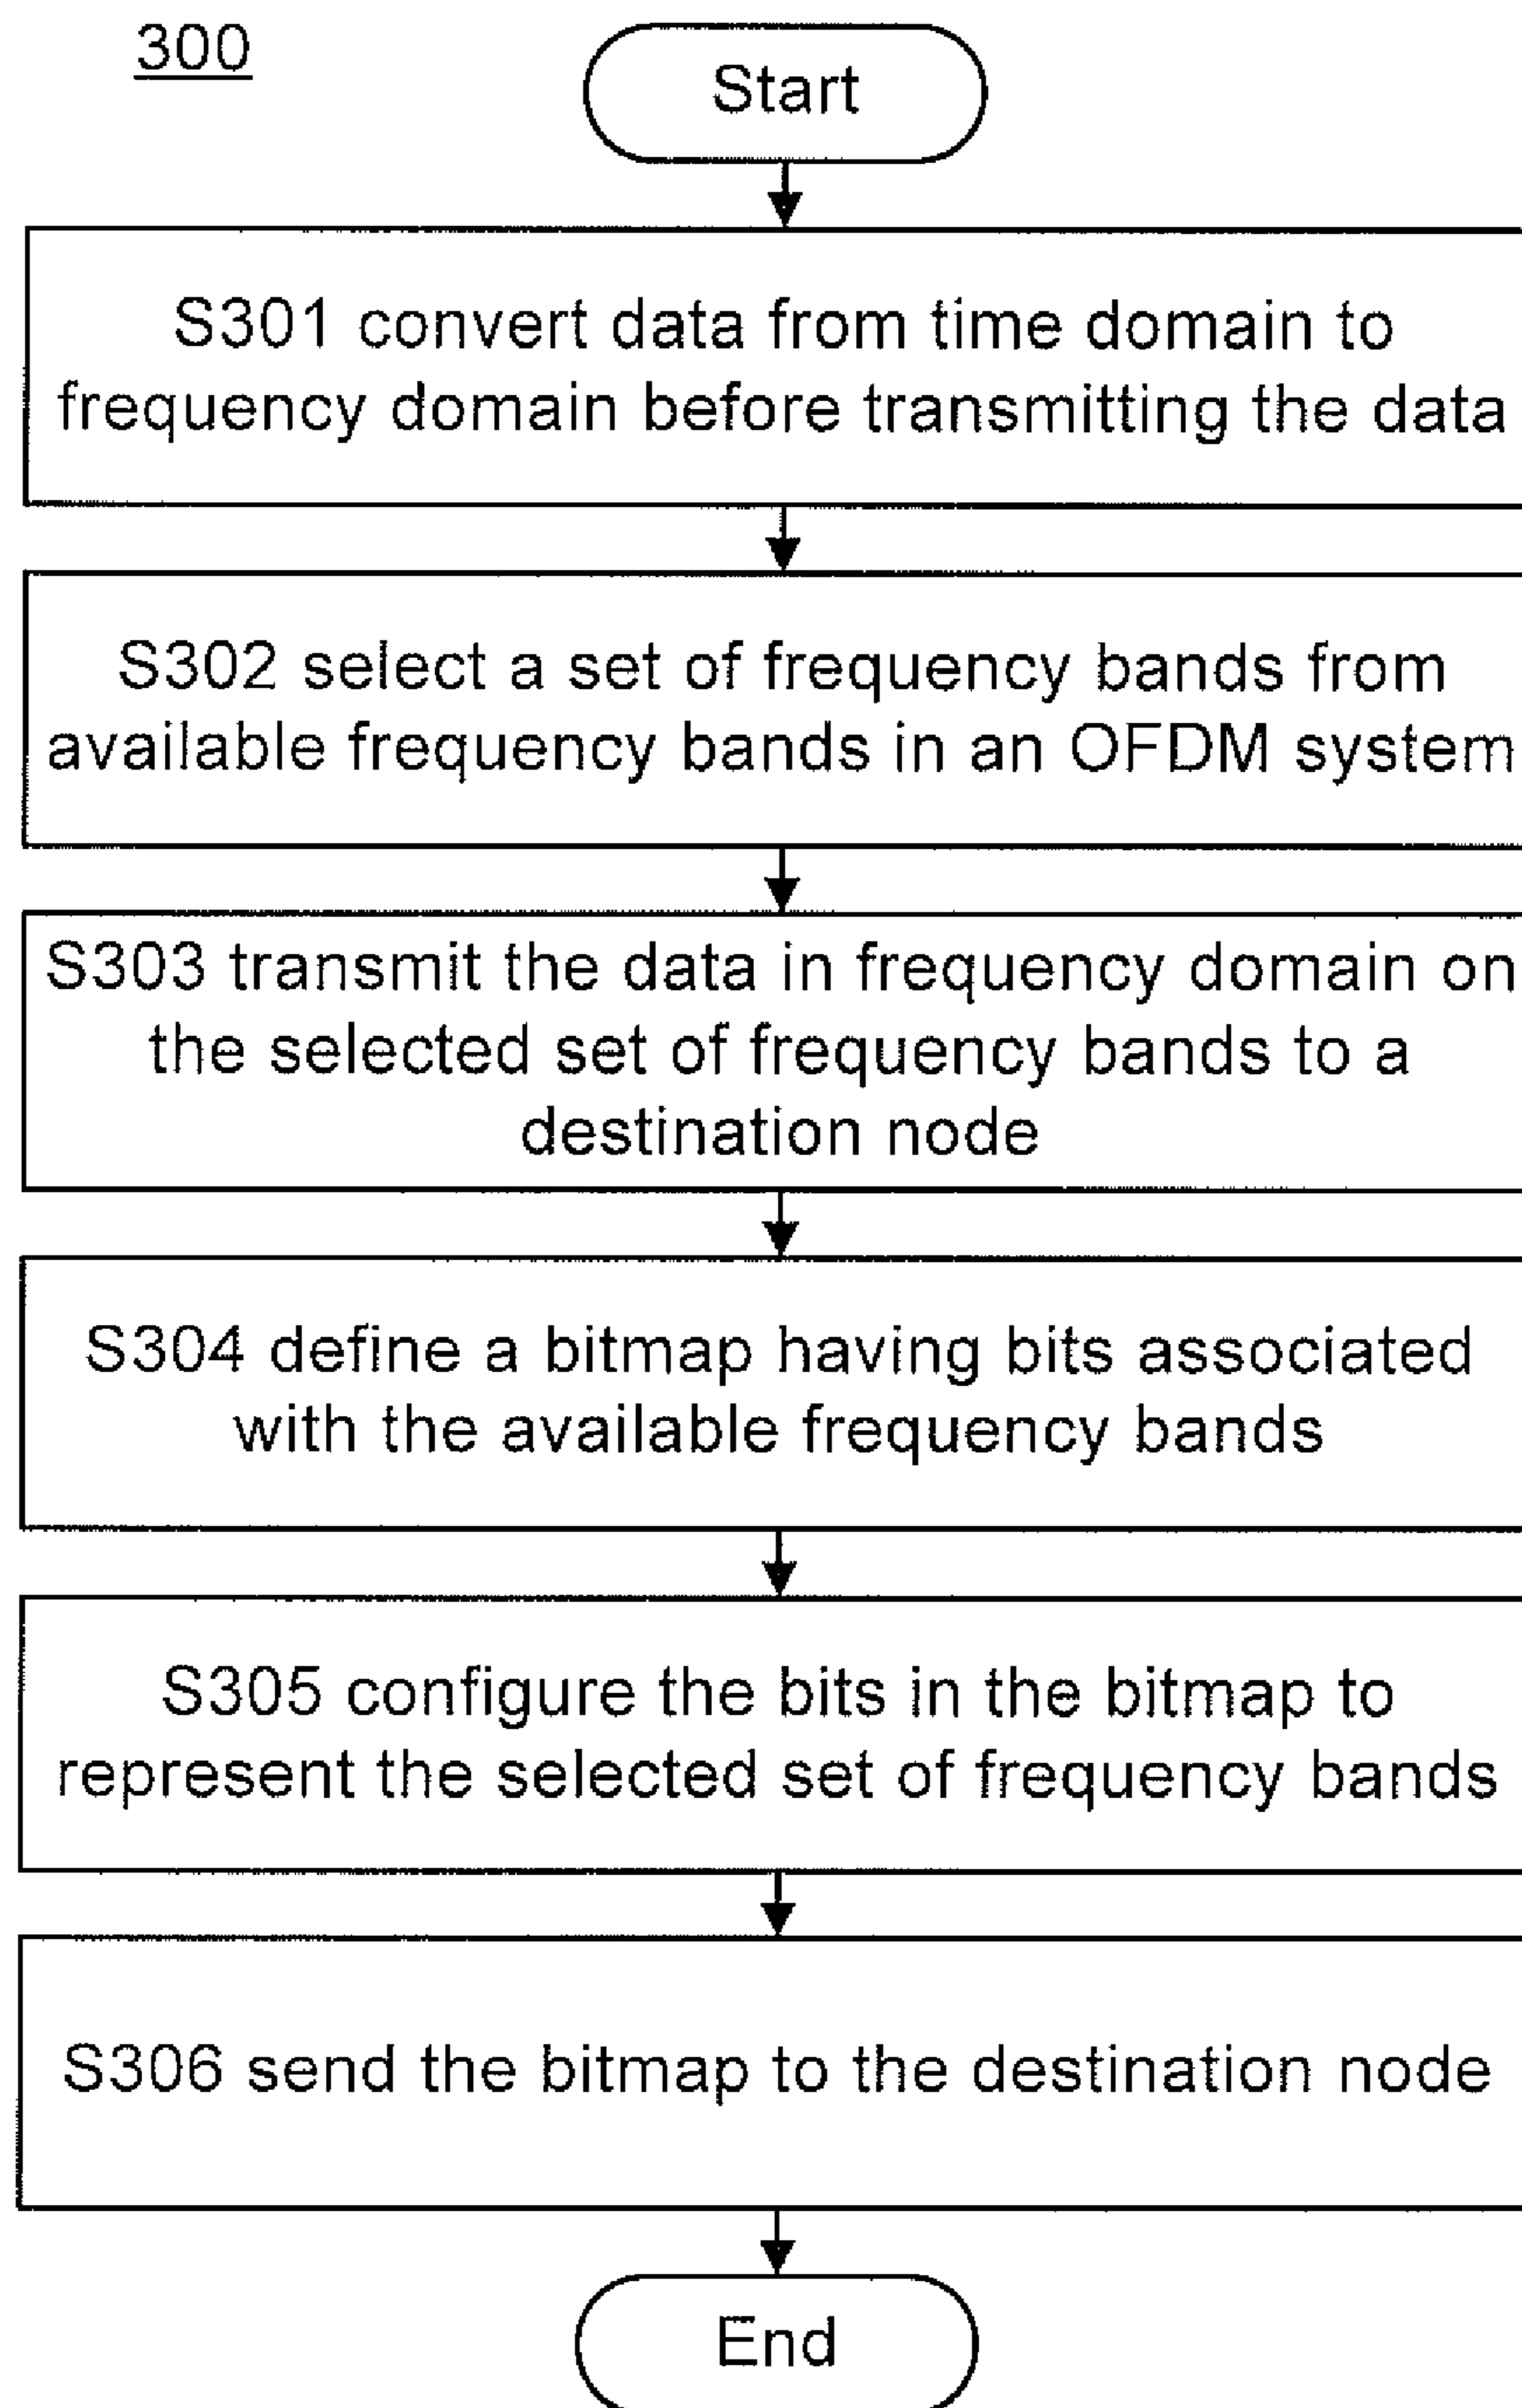 300
Start
S301 convert data from time domain to
frequency domain before transmitting the data
S302 select a set of frequency bands from
available frequency bands in an OFDM system
S303 transmit the data in frequency domain on
the selected set of frequency bands to a
destination node
S304 define a bitmap having bits associated
with the available frequency bands
S305 configure the bits in the bitmap to
represent the selected set of frequency bands
S306 send the bitmap to the destination node
End